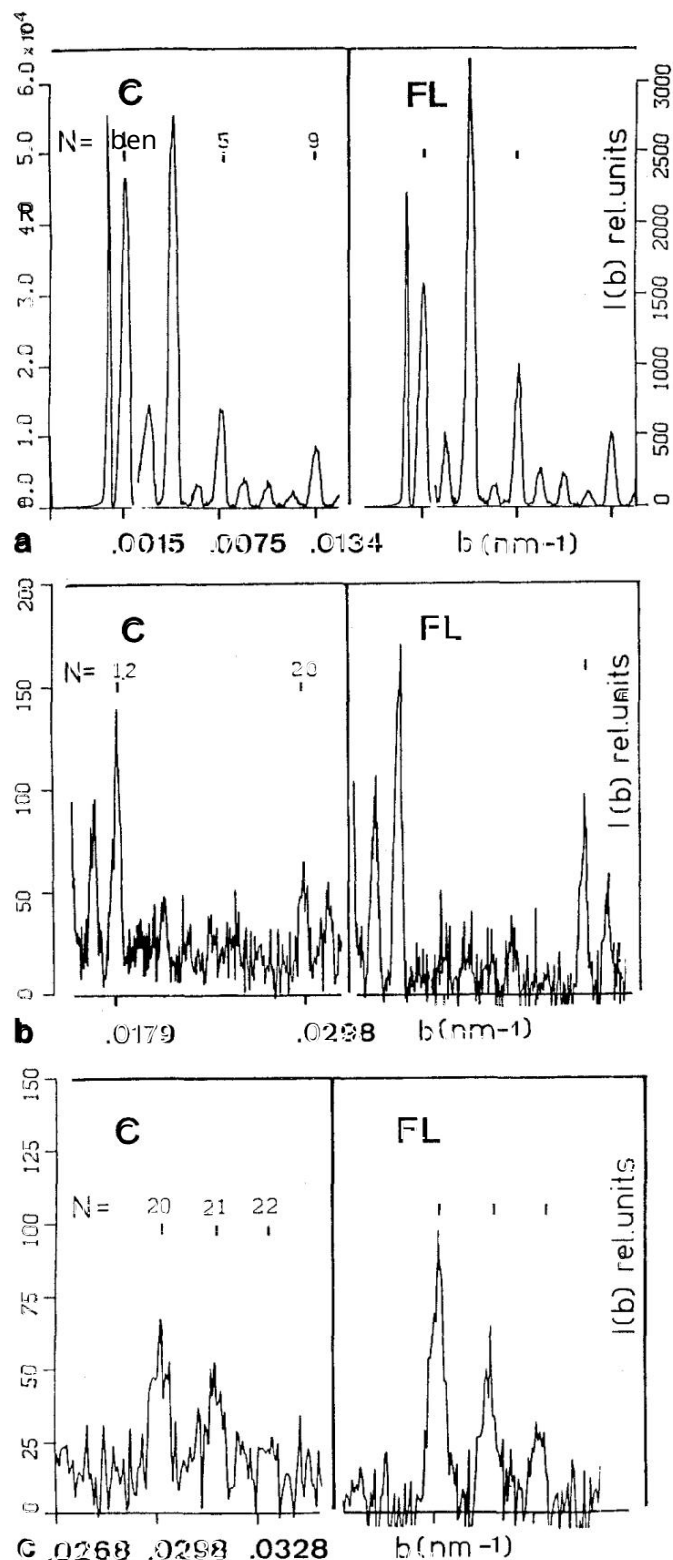 6.0 x 10⁴
5.0
4.0
3.0
2.0
1.0
0.0
C
N= ben 5 9
FL
I(b) rel.units
3000
2500
2000
1500
1000
500
0
a .0015 .0075 .0134 b (nm-1)
200
150
100
50
0
C
N= 12 20
FL
I(b) rel.units
b .0179 .0298 b(nm-1)
150
125
100
75
50
25
0
C
N= 20 21 22
FL
I(b) rel.units
C .0268 .0298 .0328 b(nm-1)